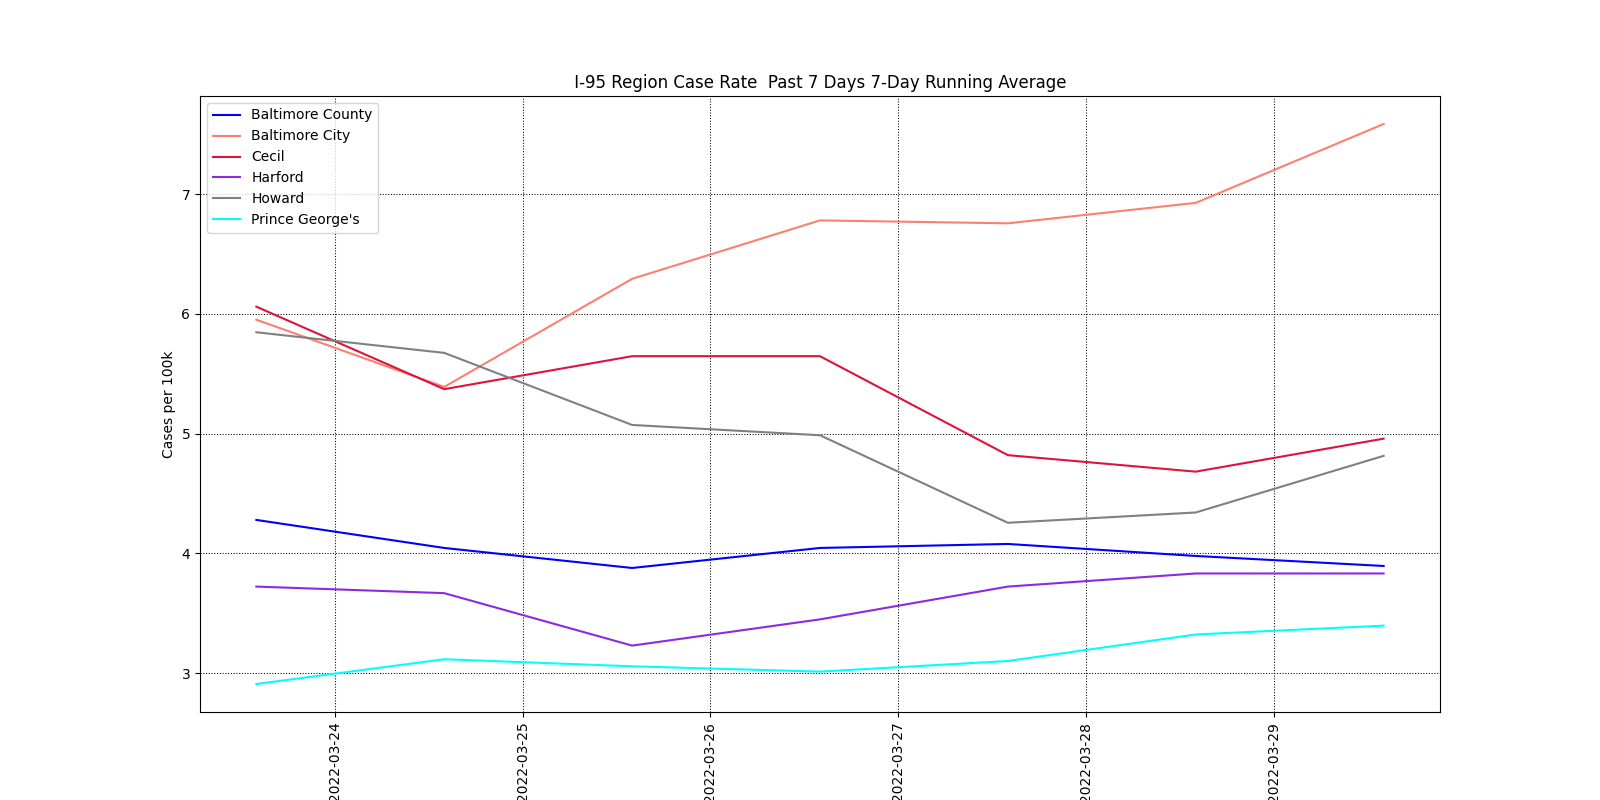 I-95 Region Case Rate  Past 7 Days 7-Day Running Average
Baltimore County
Baltimore City
Cecil
Harford
Howard
Prince George's
7
6
5
4
3
Cases per 100k
2022-03-24
2022-03-25
2022-03-26
2022-03-27
2022-03-28
2022-03-29